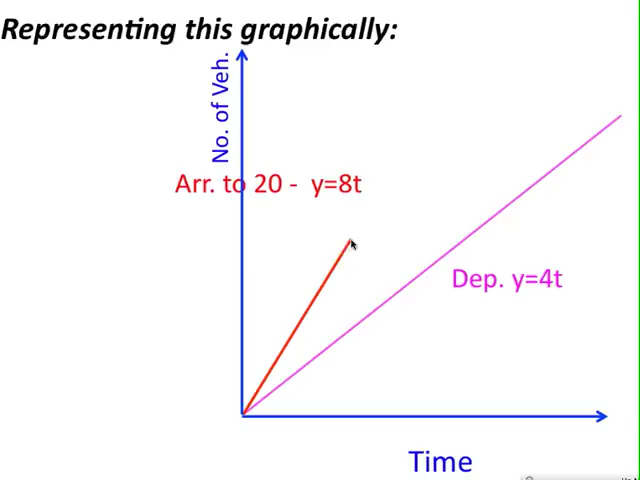 Representing this graphically:
No. of Veh.
Arr. to 20 - y=8t
Dep. y=4t
Time